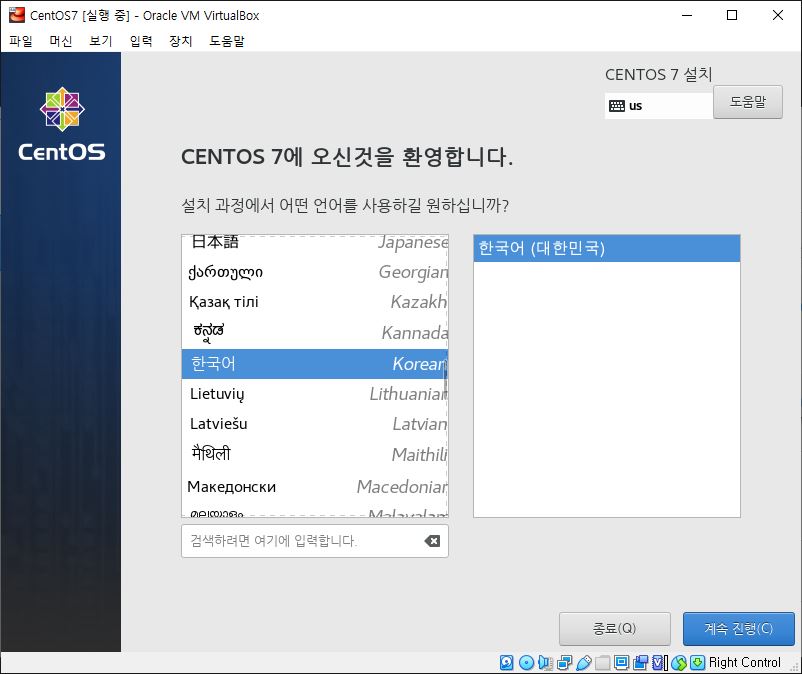 CentOS7 [실행 중] - Oracle VM VirtualBox
파일 머신 보기 입력 장치 도움말
CentOS
CENTOS 7 설치
us
도움말
CENTOS 7에 오신것을 환영합니다.
설치 과정에서 어떤 언어를 사용하길 원하십니까?
日本語 Japanese
ქართული Georgian
Қазақ тілі Kazakh
ಕನ್ನಡ Kannada
한국어 Korean
Lietuvių Lithuanian
Latviešu Latvian
मैथिली Maithili
Македонски Macedonian
മലയാളം Malayalam
한국어 (대한민국)
검색하려면 여기에 입력합니다.
종료(Q)
계속 진행(C)
Right Control